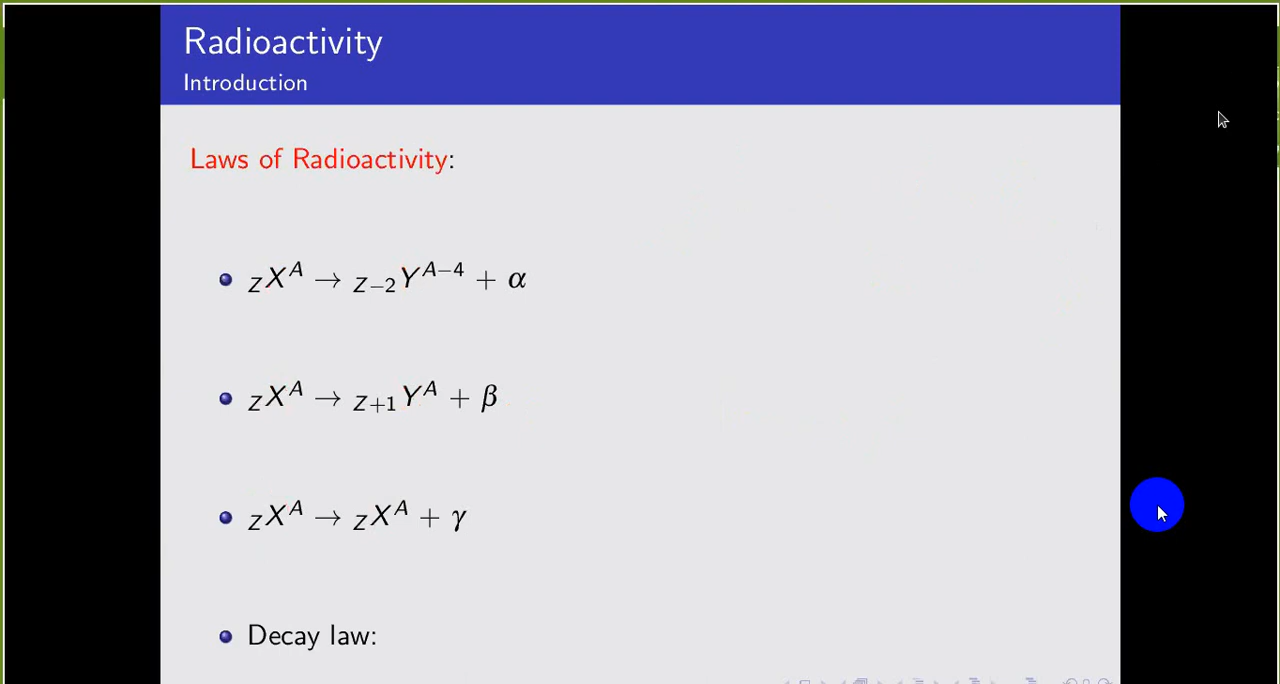 Radioactivity
Introduction
Laws of Radioactivity:
ZX^A → Z−2Y^A−4 + α
ZX^A → Z+1Y^A + β
ZX^A → ZX^A + γ
Decay law: